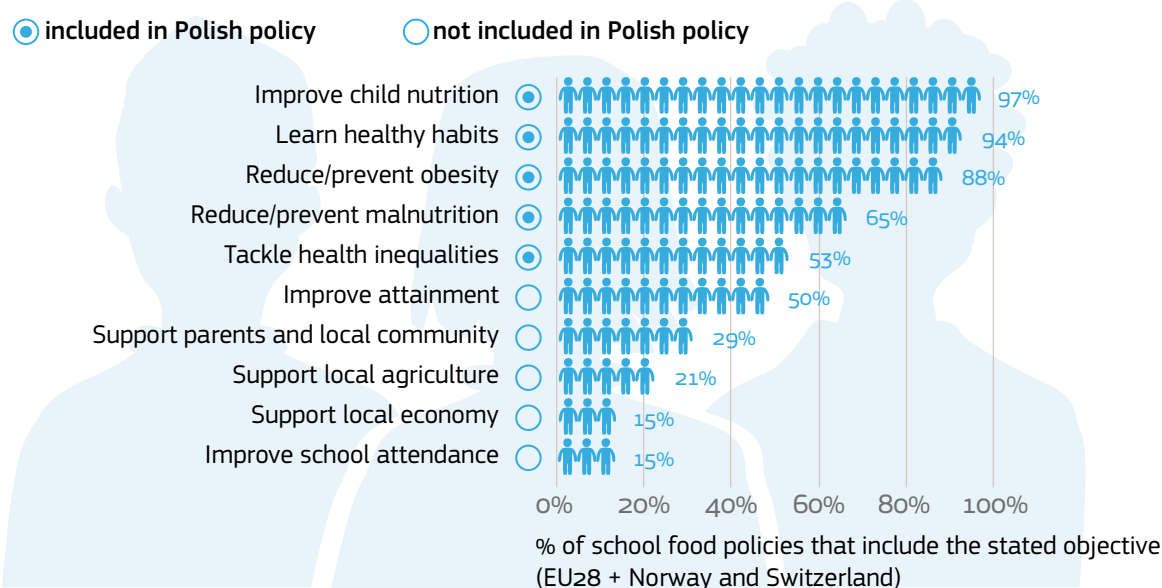 included in Polish policy not included in Polish policy
Improve child nutrition 97%
Learn healthy habits 94%
Reduce/prevent obesity 88%
Reduce/prevent malnutrition 65%
Tackle health inequalities 53%
Improve attainment 50%
Support parents and local community 29%
Support local agriculture 21%
Support local economy 15%
Improve school attendance 15%
0% 20% 40% 60% 80% 100%
% of school food policies that include the stated objective
(EU28 + Norway and Switzerland)